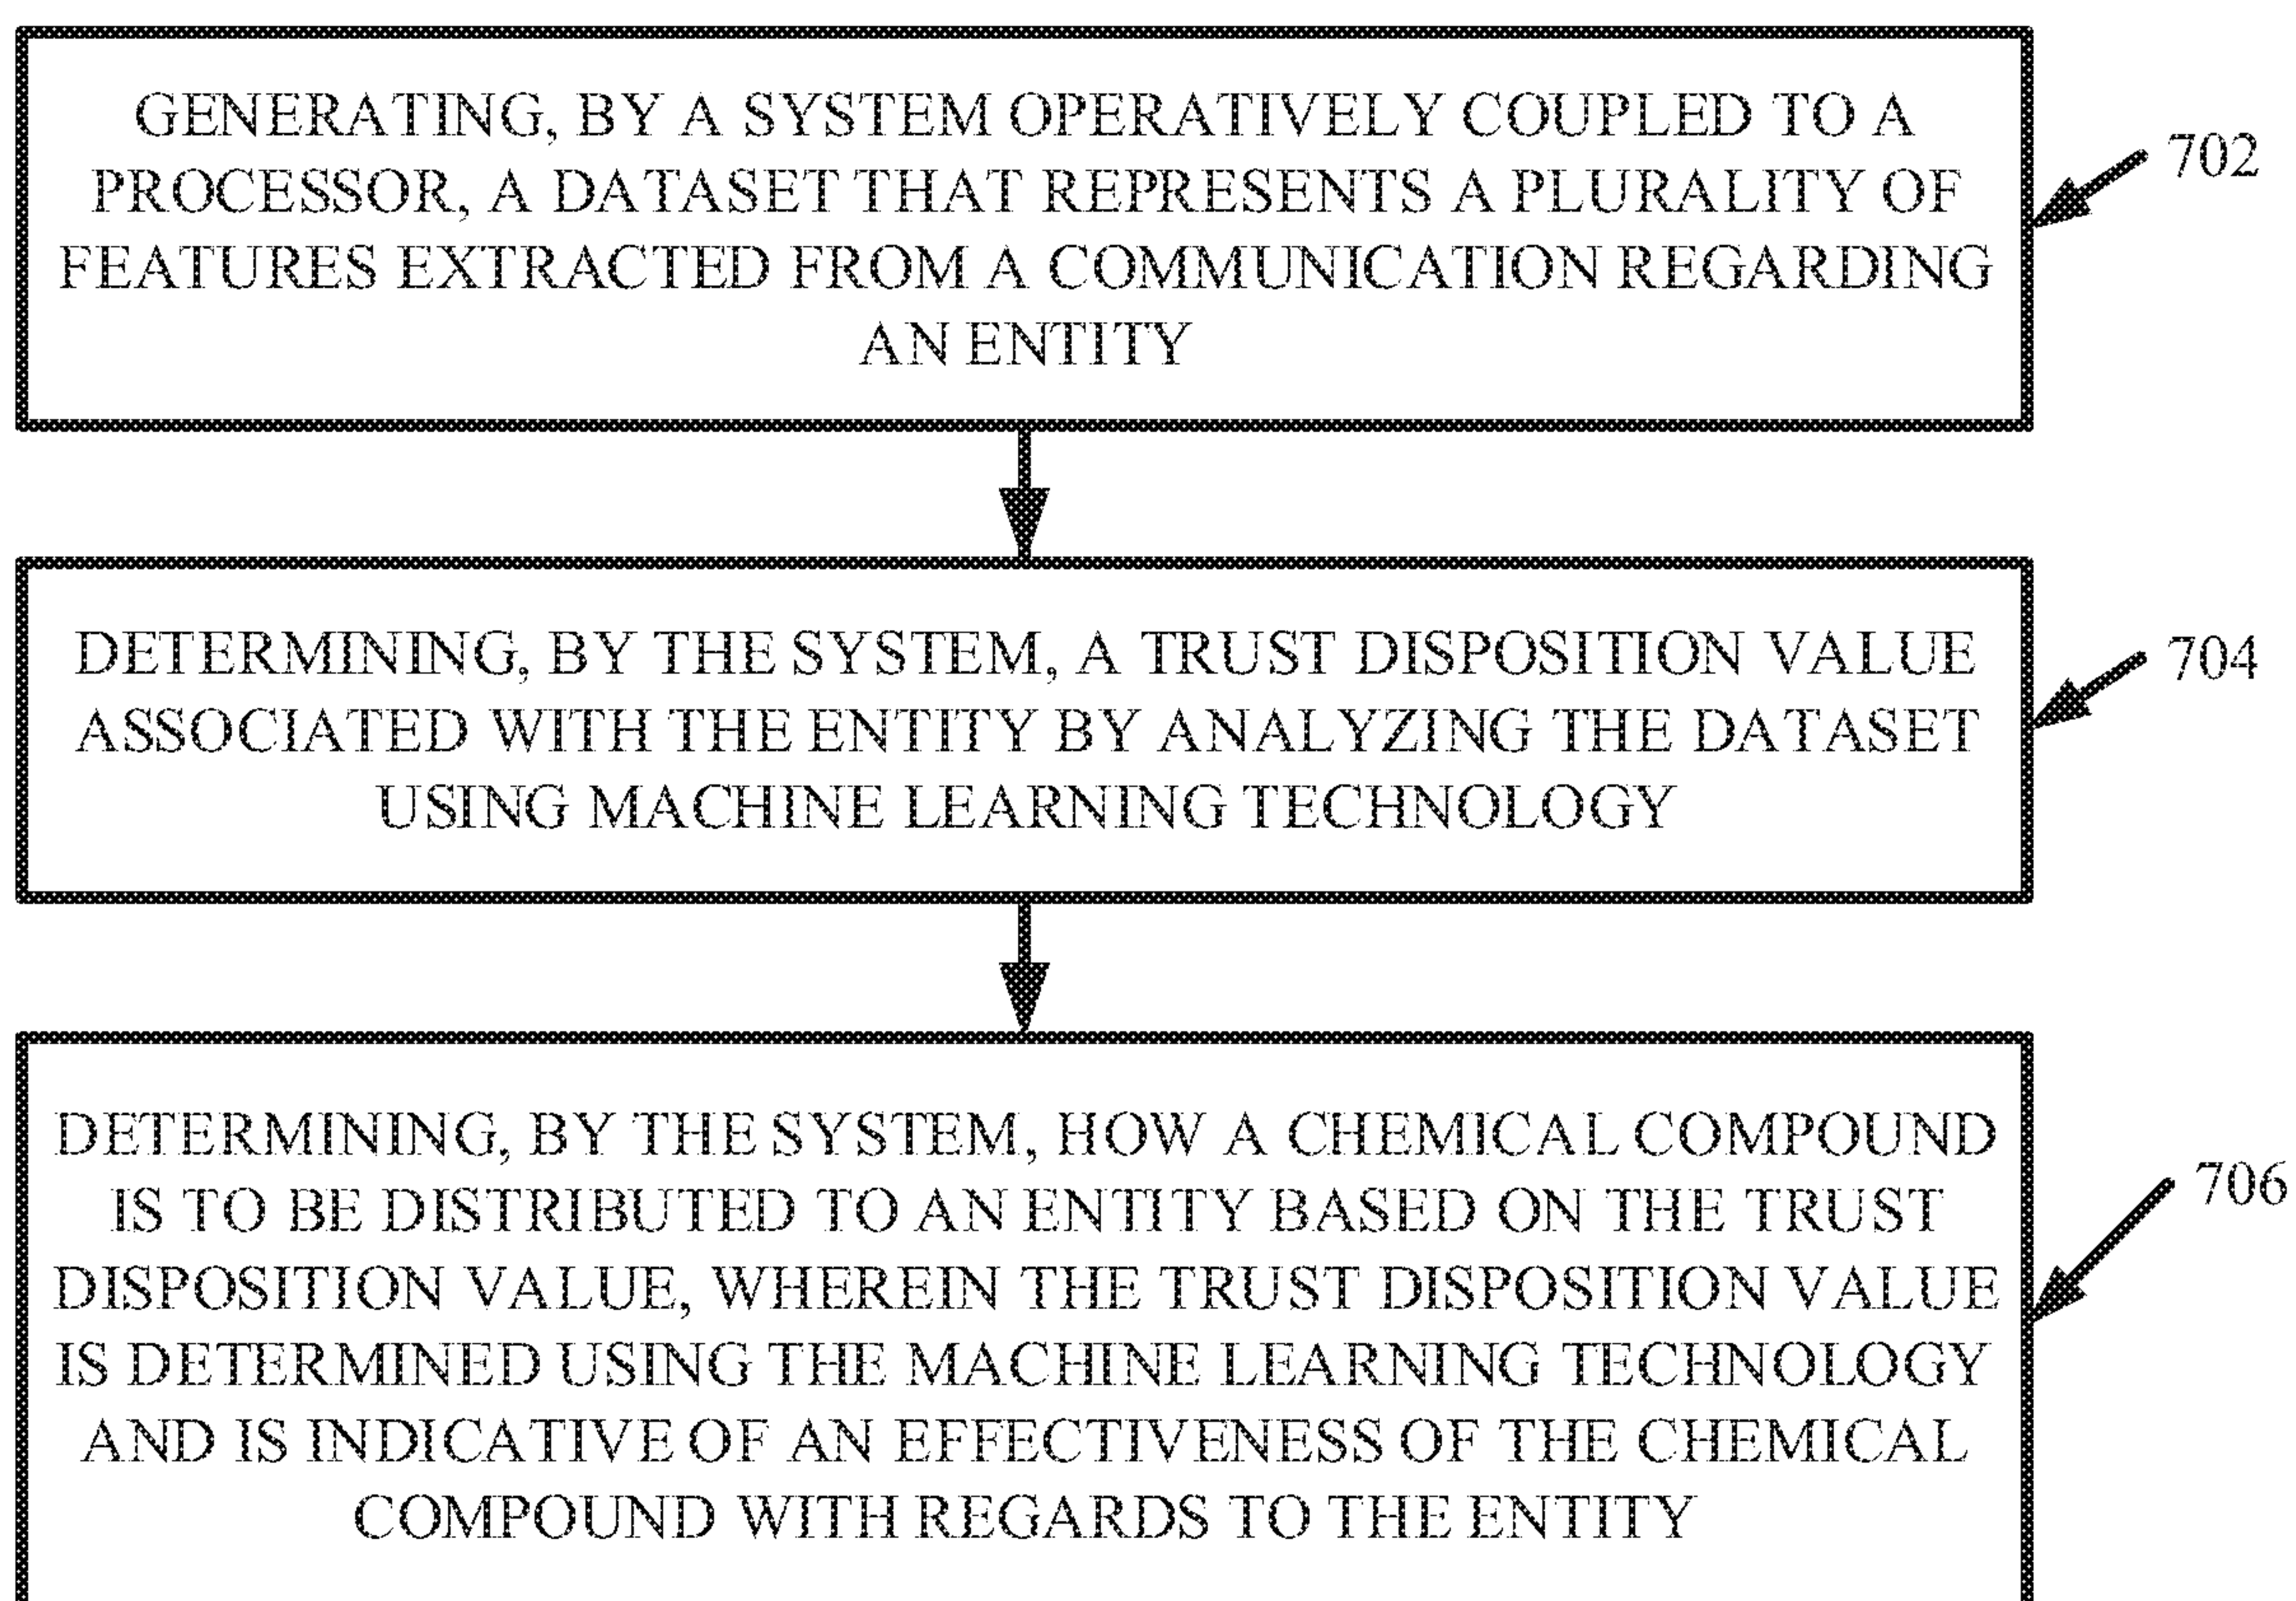 GENERATING, BY A SYSTEM OPERATIVELY COUPLED TO A
PROCESSOR, A DATASET THAT REPRESENTS A PLURALITY OF
FEATURES EXTRACTED FROM A COMMUNICATION REGARDING
AN ENTITY
702
DETERMINING, BY THE SYSTEM, A TRUST DISPOSITION VALUE
ASSOCIATED WITH THE ENTITY BY ANALYZING THE DATASET
USING MACHINE LEARNING TECHNOLOGY
704
DETERMINING, BY THE SYSTEM, HOW A CHEMICAL COMPOUND
IS TO BE DISTRIBUTED TO AN ENTITY BASED ON THE TRUST
DISPOSITION VALUE, WHEREIN THE TRUST DISPOSITION VALUE
IS DETERMINED USING THE MACHINE LEARNING TECHNOLOGY
AND IS INDICATIVE OF AN EFFECTIVENESS OF THE CHEMICAL
COMPOUND WITH REGARDS TO THE ENTITY
706